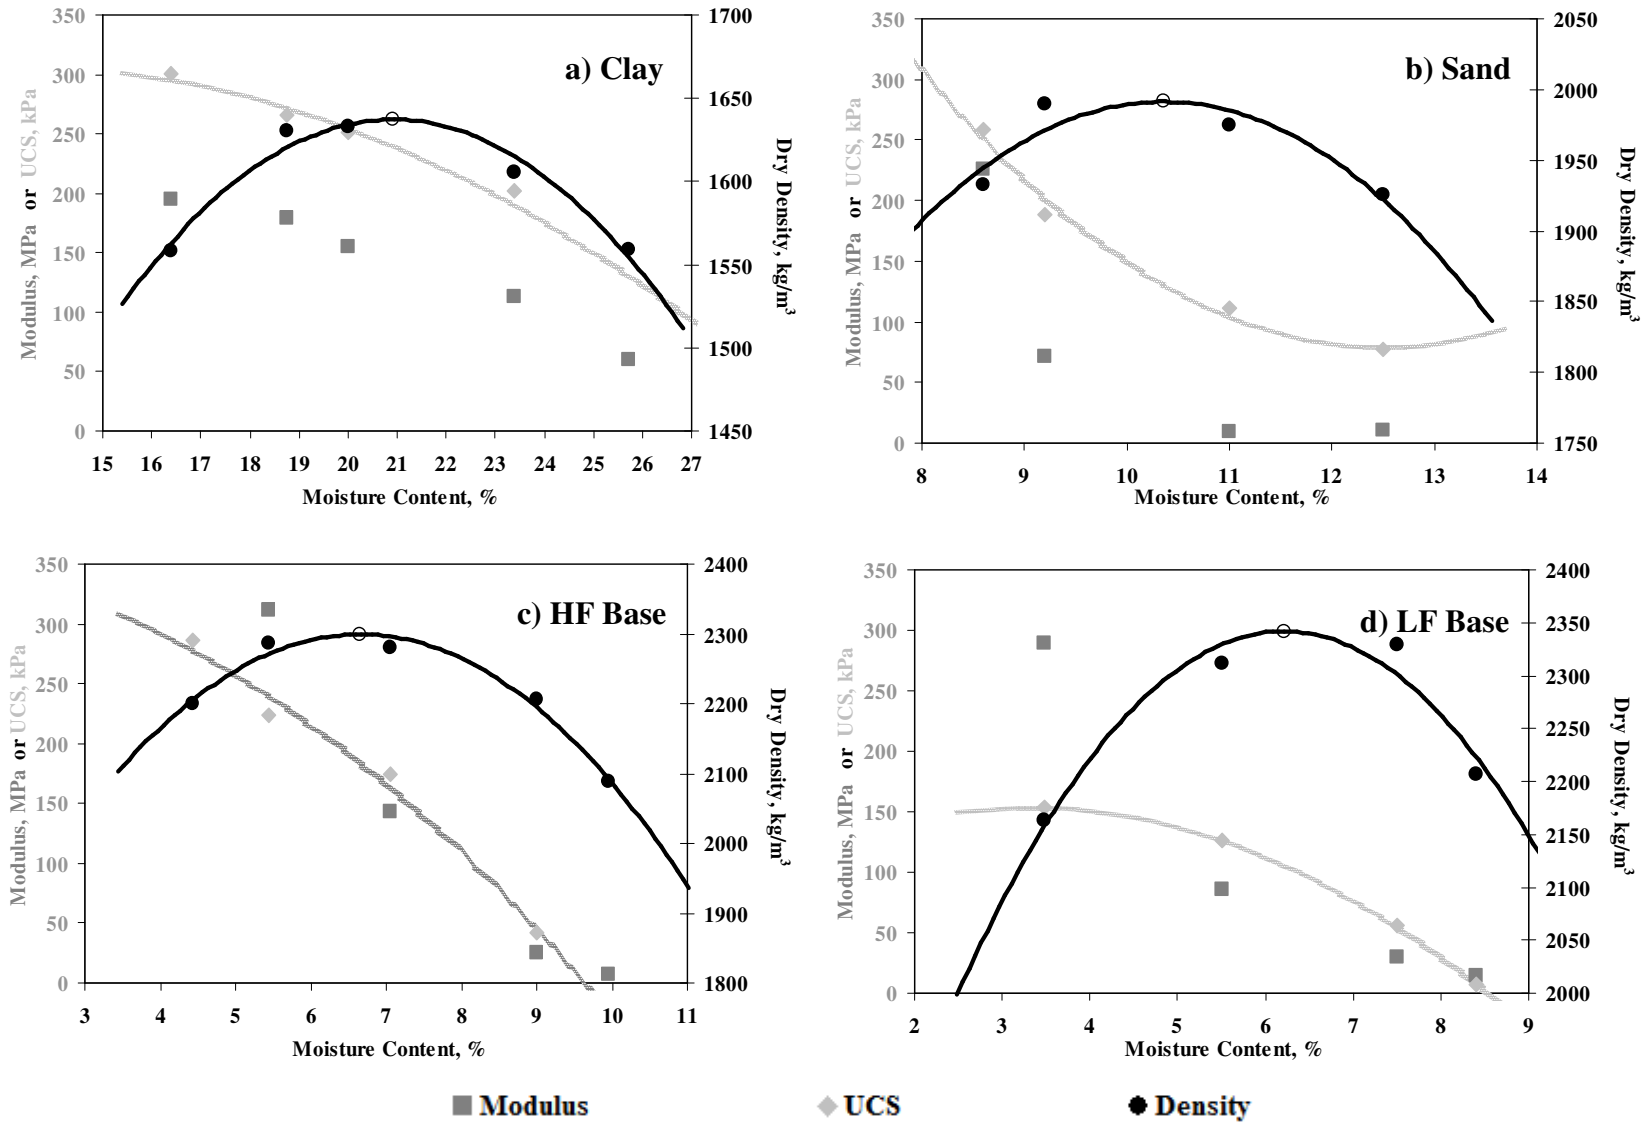 a) Clay
350
300
250
200
150
100
50
0
Modulus, MPa or UCS, kPa
1700
1650
1600
1550
1500
1450
Dry Density, kg/m³
15 16 17 18 19 20 21 22 23 24 25 26 27
Moisture Content, %
b) Sand
350
300
250
200
150
100
50
0
Modulus, MPa or UCS, kPa
2050
2000
1950
1900
1850
1800
1750
Dry Density, kg/m³
8 9 10 11 12 13 14
Moisture Content, %
c) HF Base
350
300
250
200
150
100
50
0
Modulus, MPa or UCS, kPa
2400
2300
2200
2100
2000
1900
1800
Dry Density, kg/m³
3 4 5 6 7 8 9 10 11
Moisture Content, %
d) LF Base
350
300
250
200
150
100
50
0
Modulus, MPa or UCS, kPa
2400
2350
2300
2250
2200
2150
2100
2050
2000
Dry Density, kg/m³
2 3 4 5 6 7 8 9
Moisture Content, %
Modulus UCS Density